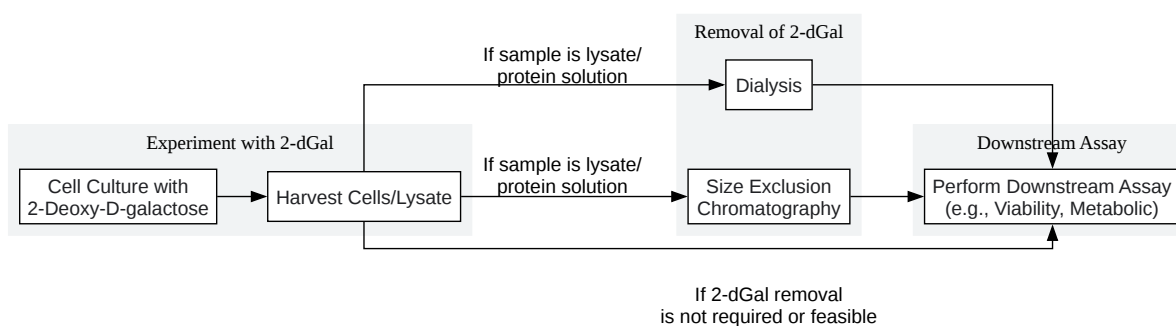 Removal of 2-dGal
If sample is lysate/
protein solution
Dialysis
Experiment with 2-dGal
Downstream Assay
If sample is lysate/
protein solution
Cell Culture with
2-Deoxy-D-galactose
Harvest Cells/Lysate
Size Exclusion
Chromatography
Perform Downstream Assay
(e.g., Viability, Metabolic)
If 2-dGal removal
is not required or feasible